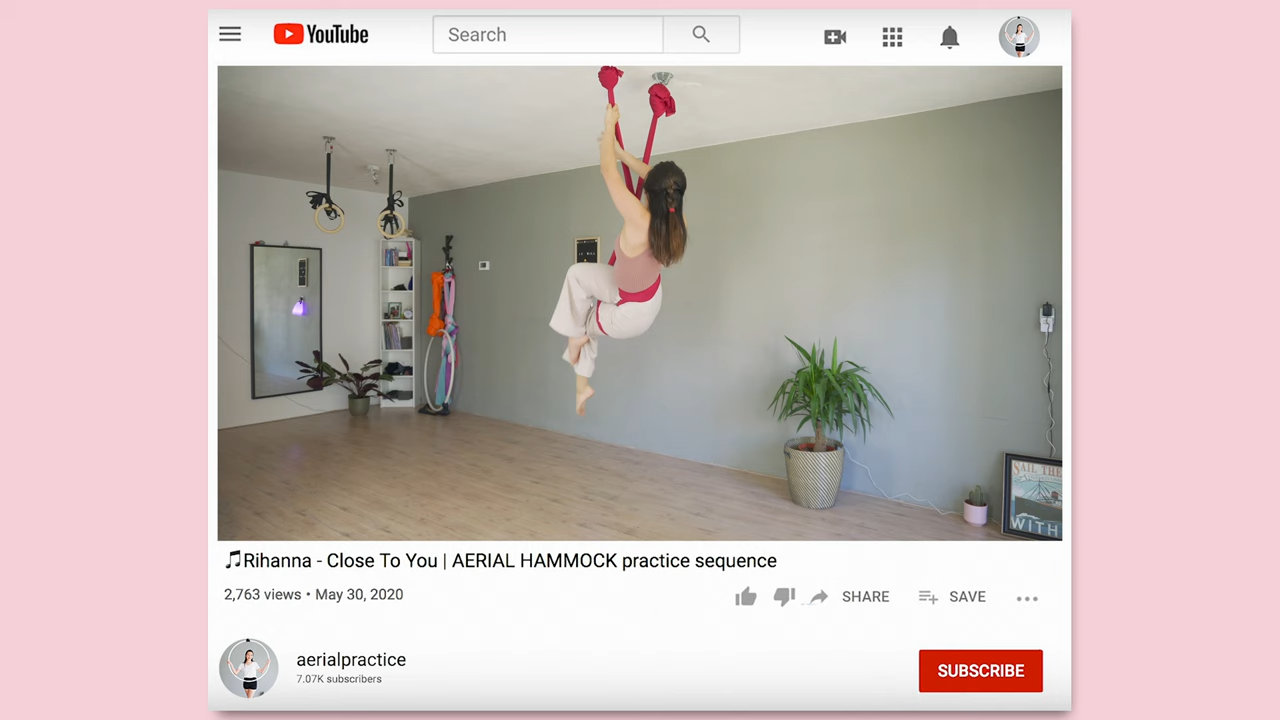 YouTube
Search
SAIL THE
WITH
♫Rihanna - Close To You | AERIAL HAMMOCK practice sequence
2,763 views • May 30, 2020
SHARE
SAVE
aerialpractice
7.07K subscribers
SUBSCRIBE